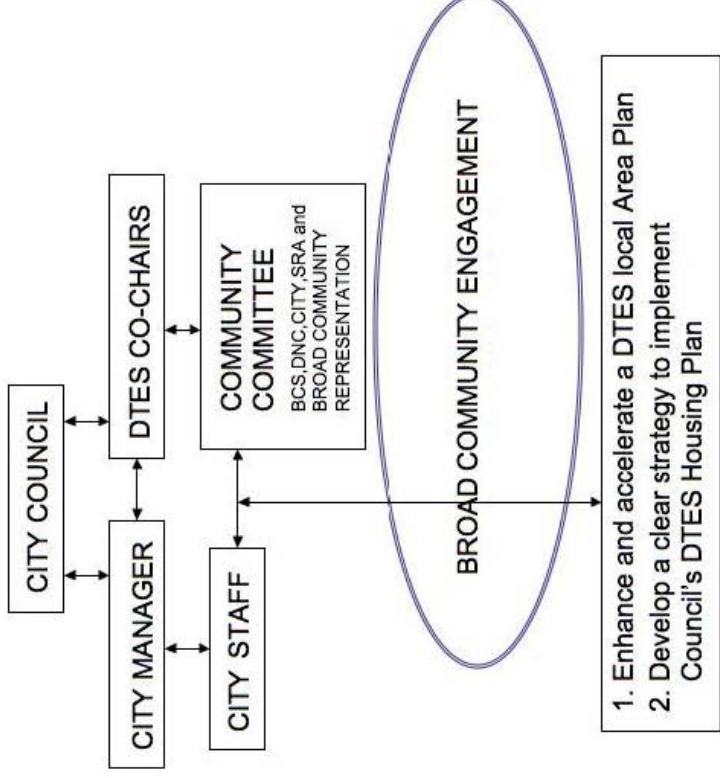 CITY COUNCIL
CITY MANAGER
DTES CO-CHAIRS
CITY STAFF
COMMUNITY
COMMITTEE
BCS,DNC,CITY,SRA and
BROAD COMMUNITY
REPRESENTATION
BROAD COMMUNITY ENGAGEMENT
1. Enhance and accelerate a DTES local Area Plan
2. Develop a clear strategy to implement
Council's DTES Housing Plan